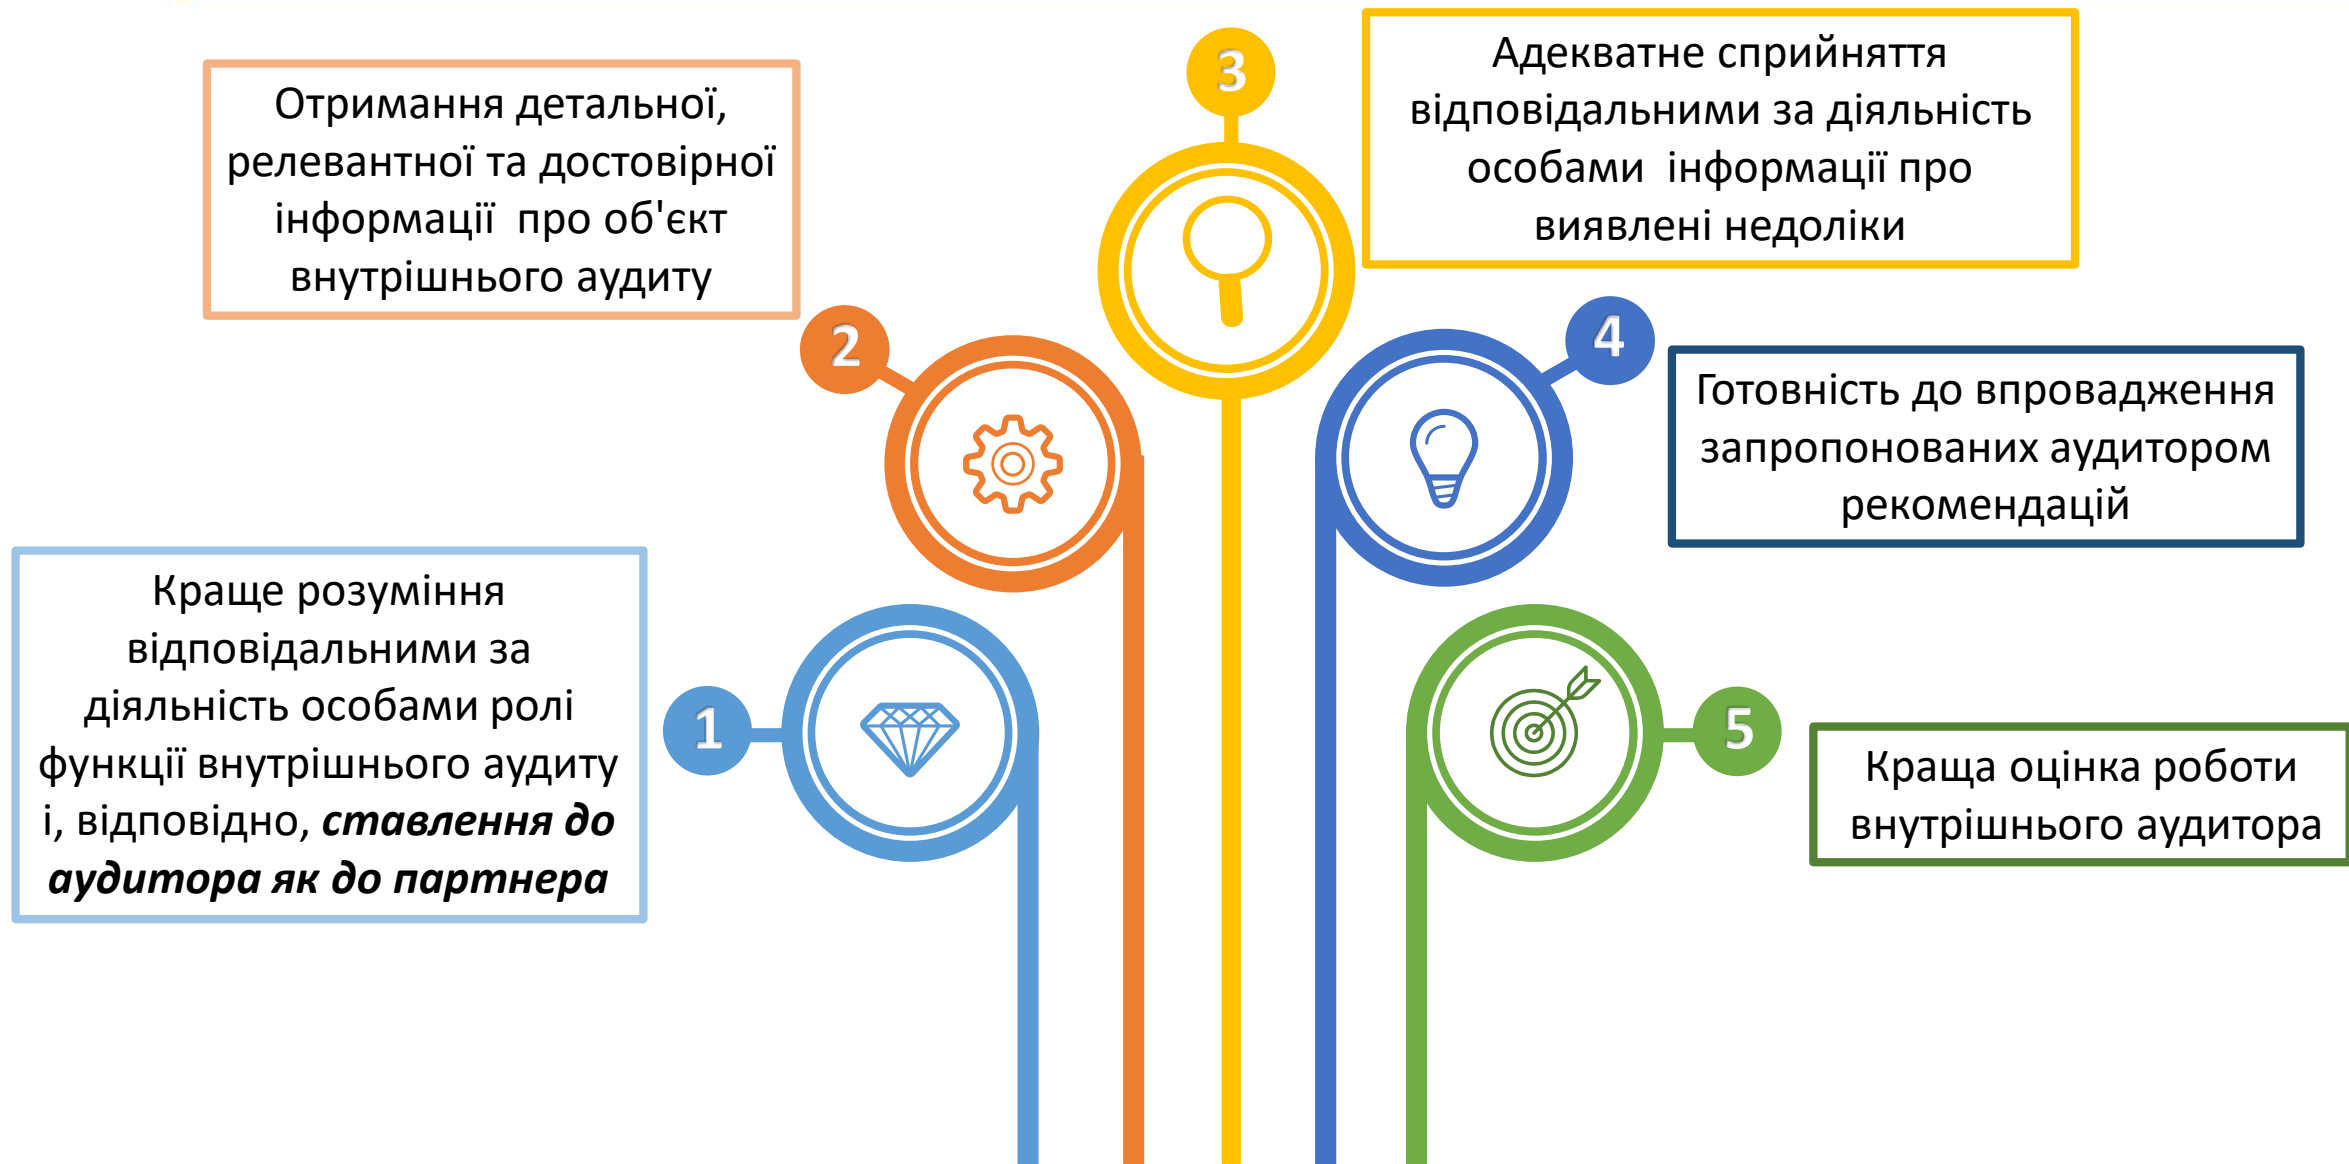 1
Краще розуміння
відповідальними за
діяльність особами ролі
функції внутрішнього аудиту
і, відповідно, ставлення до
аудитора як до партнера
2
Отримання детальної,
релевантної та достовірної
інформації  про об'єкт
внутрішнього аудиту
3
Адекватне сприйняття
відповідальними за діяльність
особами  інформації про
виявлені недоліки
4
Готовність до впровадження
запропонованих аудитором
рекомендацій
5
Краща оцінка роботи
внутрішнього аудитора